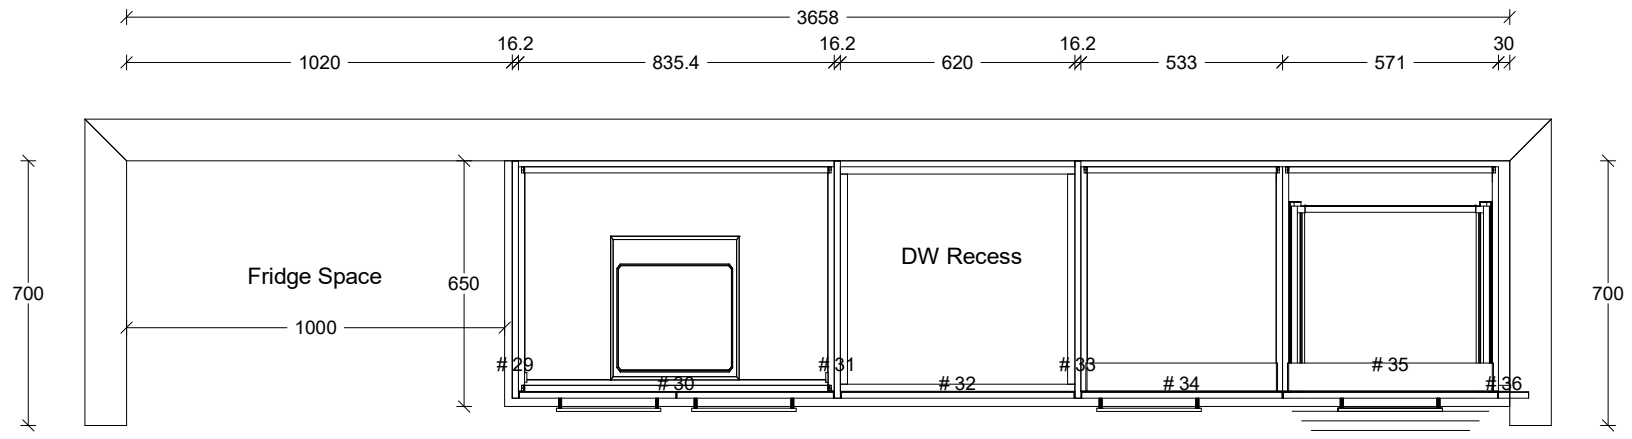 3658
16.2 16.2 16.2 30
1020 835.4 620 533 571
DW Recess
Fridge Space
650
700 700
1000
# 29 # 31 # 33 # 35
# 30 # 32 # 34 # 36